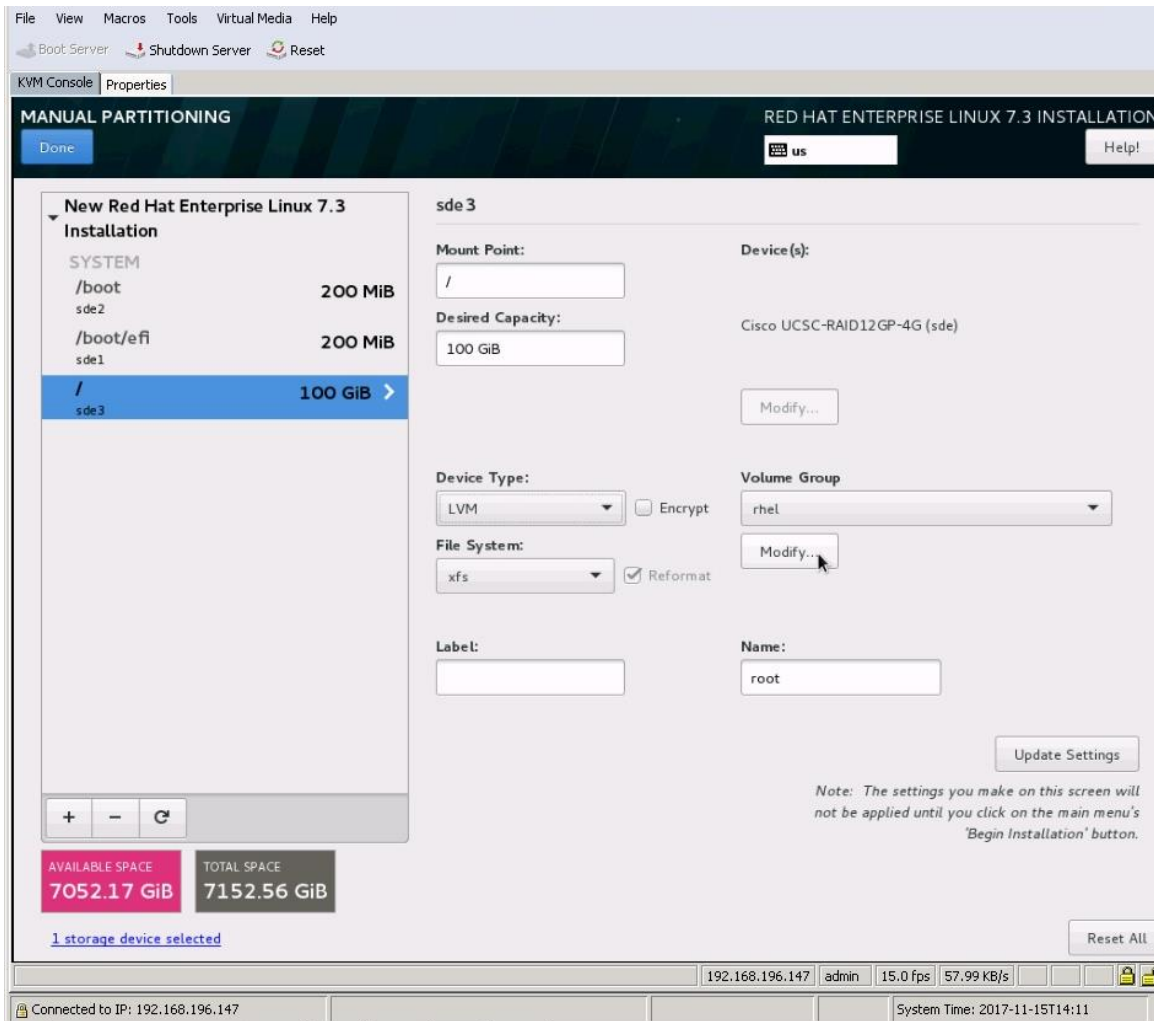 File View Macros Tools Virtual Media Help
Boot Server Shutdown Server Reset
KVM Console Properties
MANUAL PARTITIONING
RED HAT ENTERPRISE LINUX 7.3 INSTALLATION
Done
us
Help!
New Red Hat Enterprise Linux 7.3
Installation
SYSTEM
/boot 200 MiB
sde2
/boot/efi 200 MiB
sde1
/ 100 GiB
sde3
+ −
AVAILABLE SPACE
7052.17 GiB
TOTAL SPACE
7152.56 GiB
1 storage device selected
sde3
Mount Point:
/
Desired Capacity:
100 GiB
Device(s):
Cisco UCSC-RAID12GP-4G (sde)
Modify...
Device Type:
LVM Encrypt
File System:
xfs Reformat
Volume Group
rhel
Modify...
Label:
Name:
root
Update Settings
Note: The settings you make on this screen will
not be applied until you click on the main menu's
'Begin Installation' button.
Reset All
192.168.196.147 admin 15.0 fps 57.99 KB/s
Connected to IP: 192.168.196.147 System Time: 2017-11-15T14:11